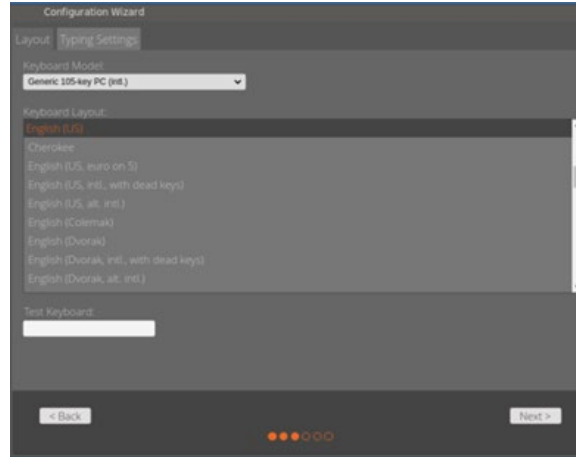 Configuration Wizard
Layout Typing Settings
Keyboard Model:
Generic 105-key PC (intl.)
Keyboard Layout:
English (US)
Cherokee
English (US, euro on 5)
English (US, intl., with dead keys)
English (US, alt. intl.)
English (Colemak)
English (Dvorak)
English (Dvorak, intl., with dead keys)
English (Dvorak, alt. intl.)
Test Keyboard:
< Back Next >